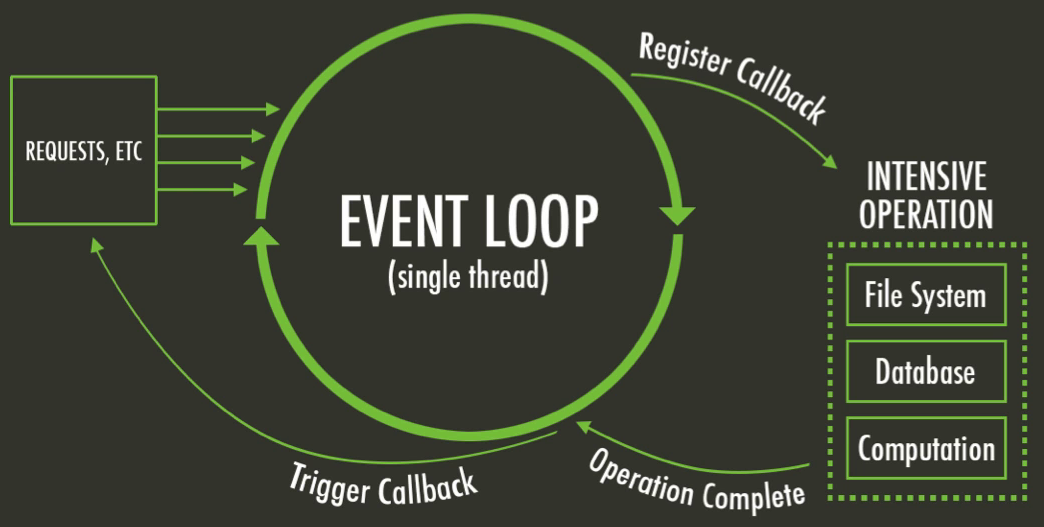 Register Callback
REQUESTS, ETC
EVENT LOOP
(single thread)
INTENSIVE
OPERATION
File System
Database
Computation
Operation Complete
Trigger Callback